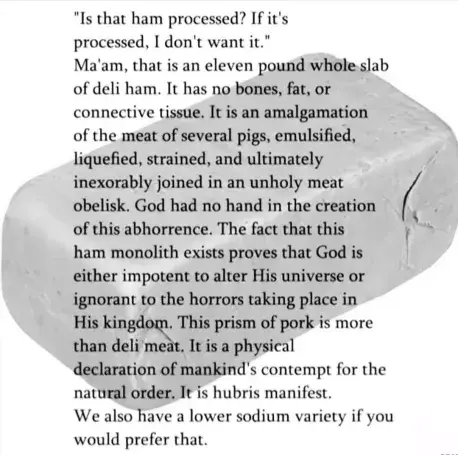 "Is that ham processed? If it's
processed, I don't want it."
Ma'am, that is an eleven pound whole slab
of deli ham. It has no bones, fat, or
connective tissue. It is an amalgamation
of the meat of several pigs, emulsified,
liquefied, strained, and ultimately
inexorably joined in an unholy meat
obelisk. God had no hand in the creation
of this abhorrence. The fact that this
ham monolith exists proves that God is
either impotent to alter His universe or
ignorant to the horrors taking place in
His kingdom. This prism of pork is more
than deli meat. It is a physical
declaration of mankind's contempt for the
natural order. It is hubris manifest.
We also have a lower sodium variety if you
would prefer that.